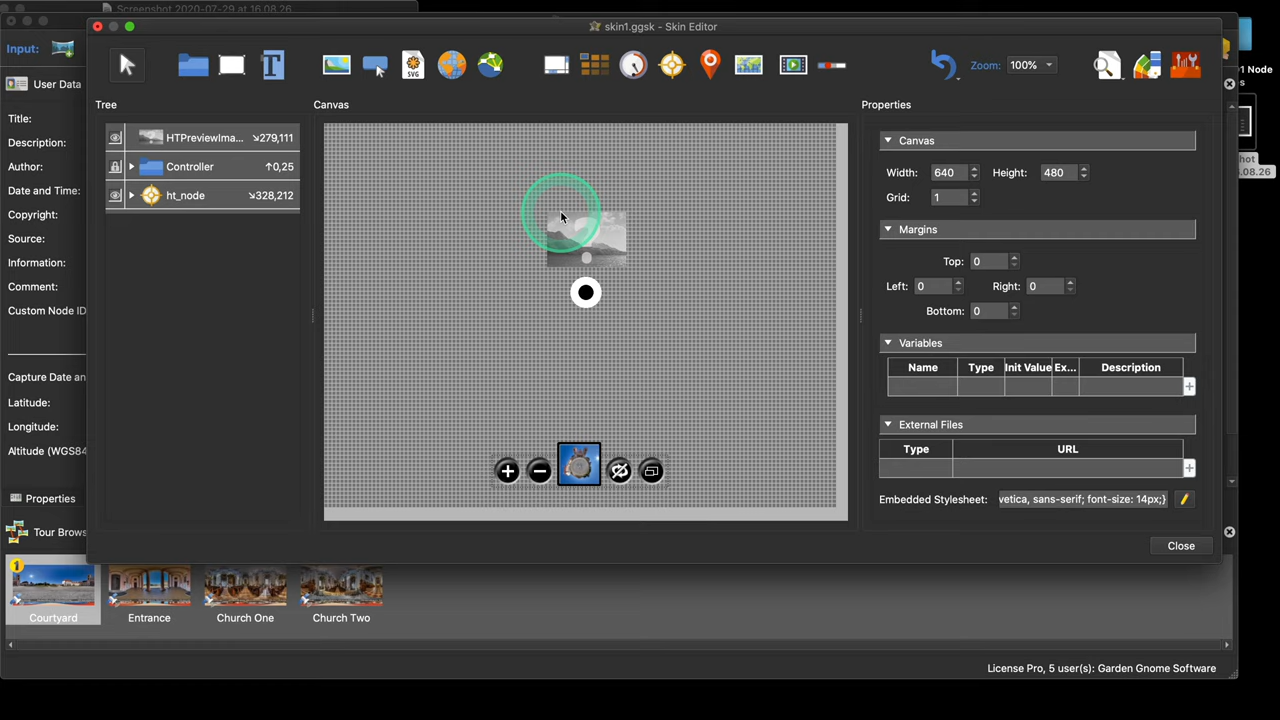 Screenshot 2020-07-29 at 16.08.26
skin1.ggsk - Skin Editor
Input:
SVG
Zoom: 100%
User Data
Tree
Canvas
Properties
Title:
Description:
Author:
Date and Time:
Copyright:
Source:
Information:
Comment:
Custom Node ID
Capture Date an
Latitude:
Longitude:
Altitude (WGS84
HTPreviewIma... ↘279,111
Controller ↑0,25
ht_node ↘328,212
Canvas
Width: 640 Height: 480
Grid: 1
Margins
Top: 0
Left: 0 Right: 0
Bottom: 0
Variables
Name Type Init Value Ex... Description
External Files
Type URL
Embedded Stylesheet: vetica, sans-serif; font-size: 14px;}
Close
Properties
Tour Brows
1
Courtyard
Entrance
Church One
Church Two
License Pro, 5 user(s): Garden Gnome Software
1 Node
6.08.26